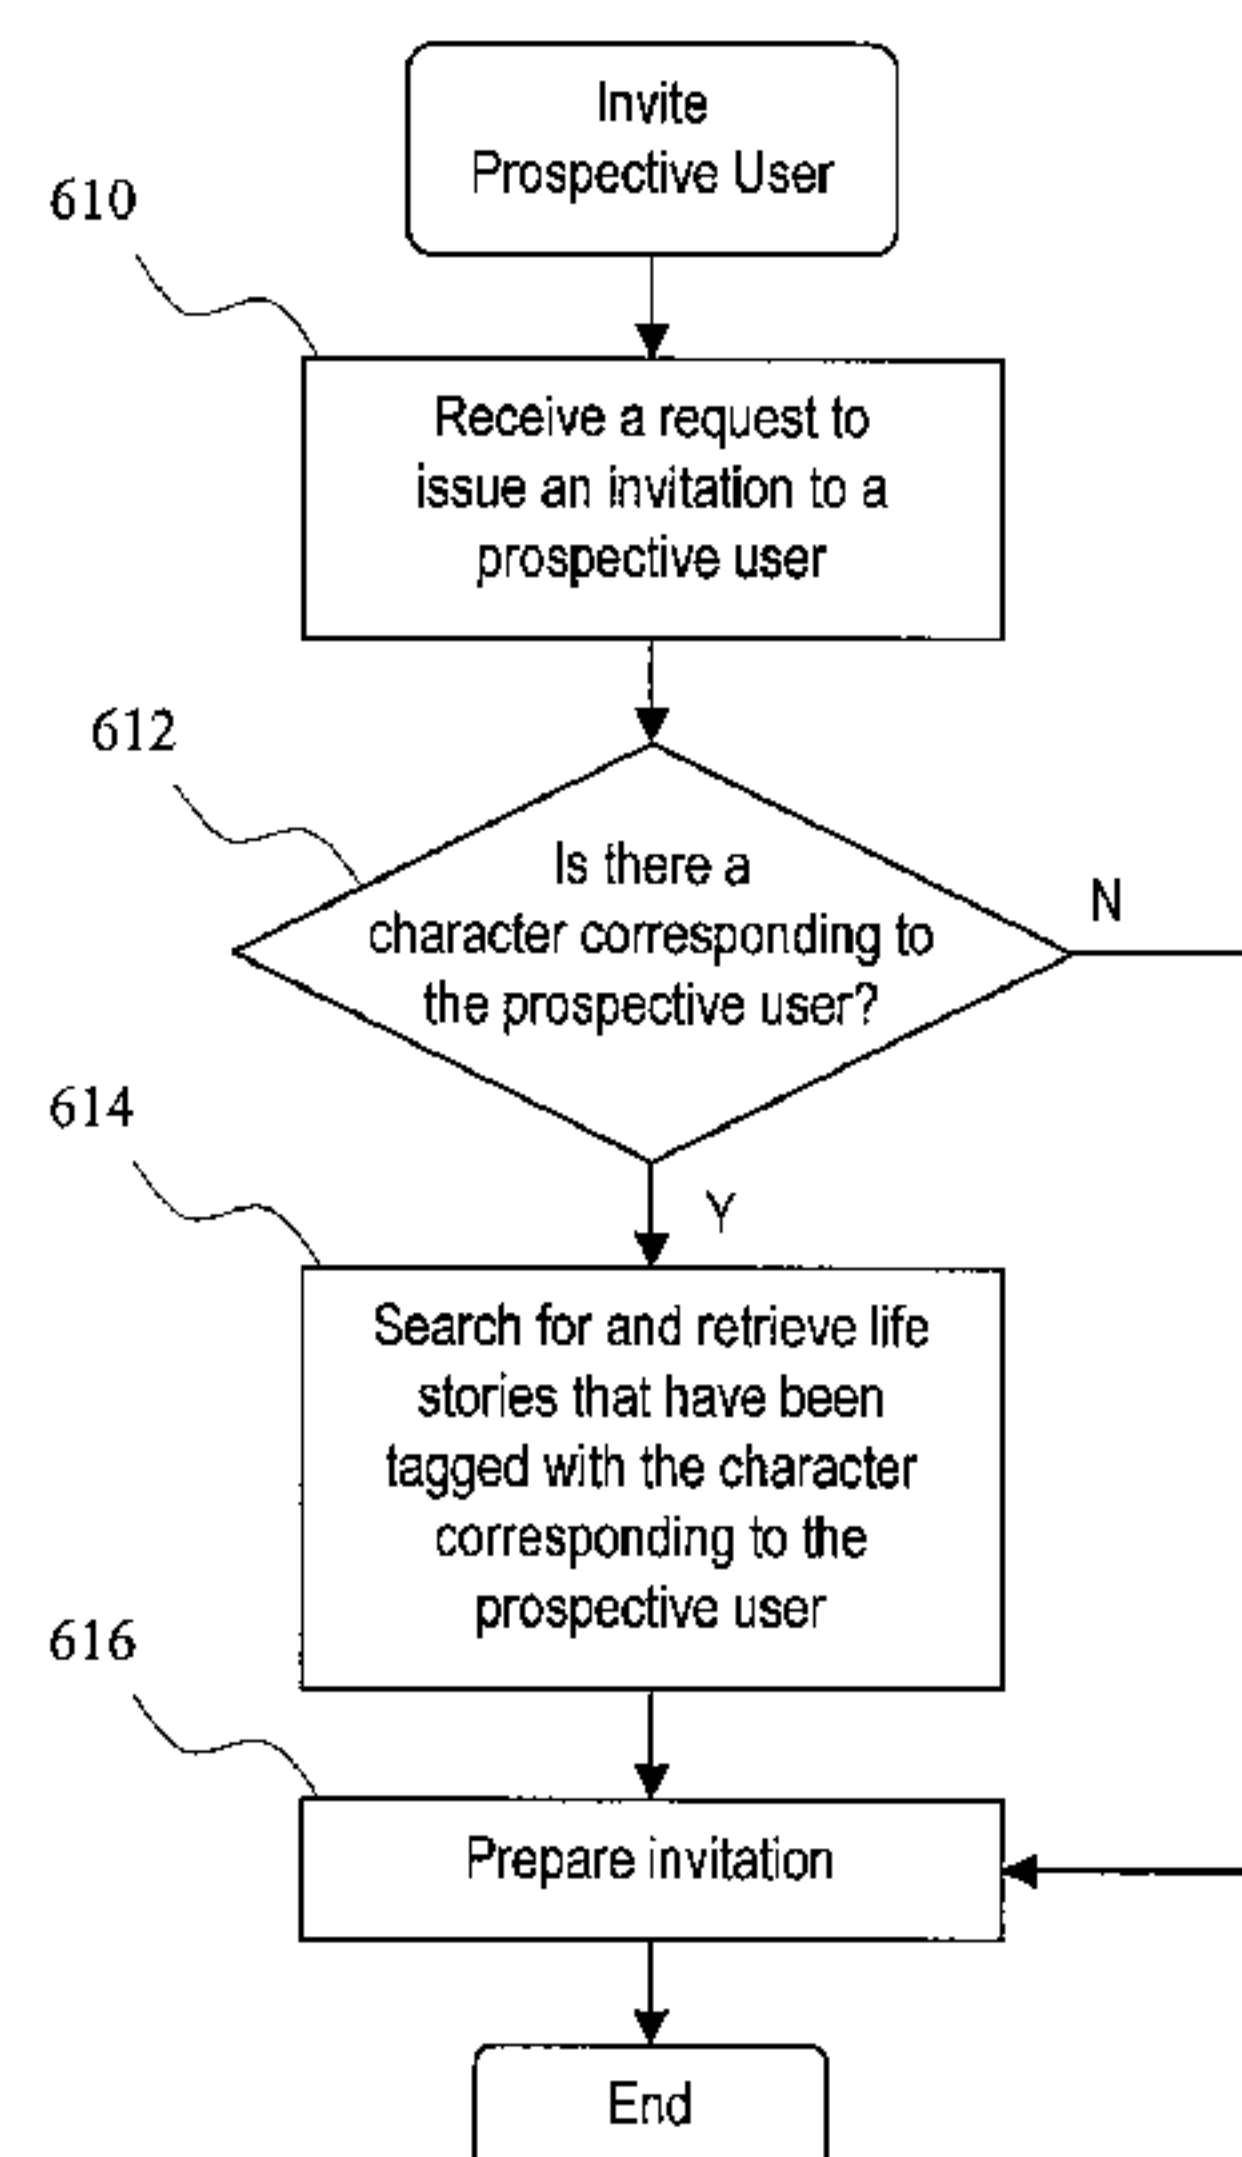 Invite
Prospective User
610
Receive a request to
issue an invitation to a
prospective user
612
Is there a
character corresponding to
the prospective user?
N
614
Y
Search for and retrieve life
stories that have been
tagged with the character
corresponding to the
prospective user
616
Prepare invitation
End